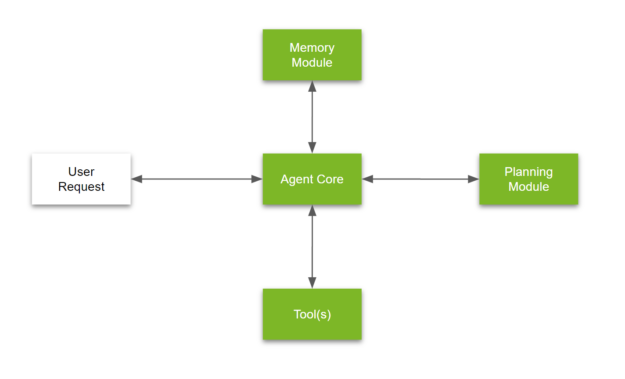 Memory
Module
User
Request
Agent Core
Planning
Module
Tool(s)